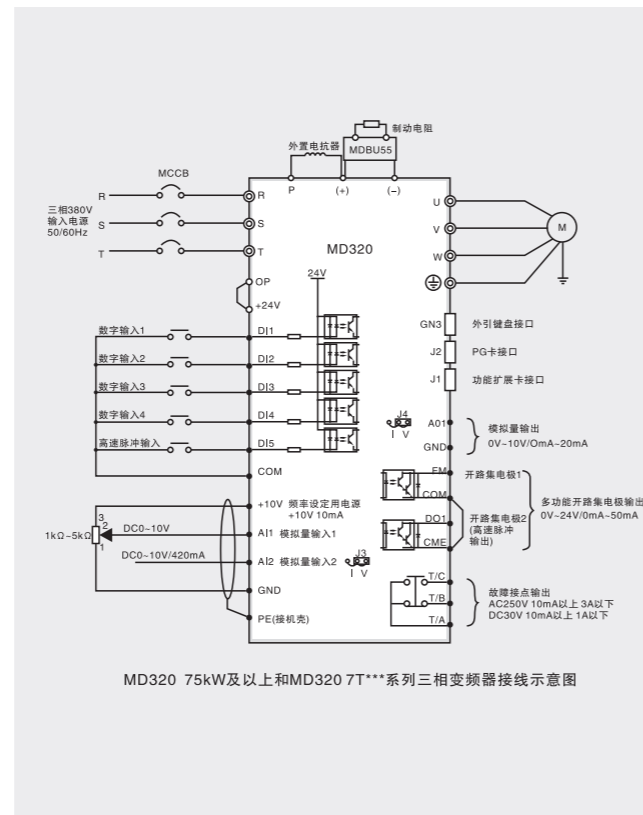 制动电阻
外置电抗器
MDBU55
MCCB
P (+) (-)
R
R
三相380V
输入电源
50/60Hz
S
S
T
T
U
V
W
M
MD320
24V
OP
+24V
GN3 外引键盘接口
J2 PG卡接口
J1 功能扩展卡接口
数字输入1 DI1
数字输入2 DI2
数字输入3 DI3
数字输入4 DI4
高速脉冲输入 DI5
COM
J4
I V
A01
GND
模拟量输出
0V~10V/OmA~20mA
FM
COM
开路集电极1
DO1
CME
开路集电极2
(高速脉冲
输出)
多功能开路集电极输出
0V~24V/0mA~50mA
+10V 频率设定用电源
+10V 10mA
3
2
1
1kΩ~5kΩ
DC0~10V
AI1 模拟量输入1
DC0~10V/420mA
AI2 模拟量输入2
J3
I V
GND
PE(接机壳)
T/C
T/B
T/A
故障接点输出
AC250V 10mA以上 3A以下
DC30V 10mA以上 1A以下
MD320 75kW及以上和MD320 7T***系列三相变频器接线示意图